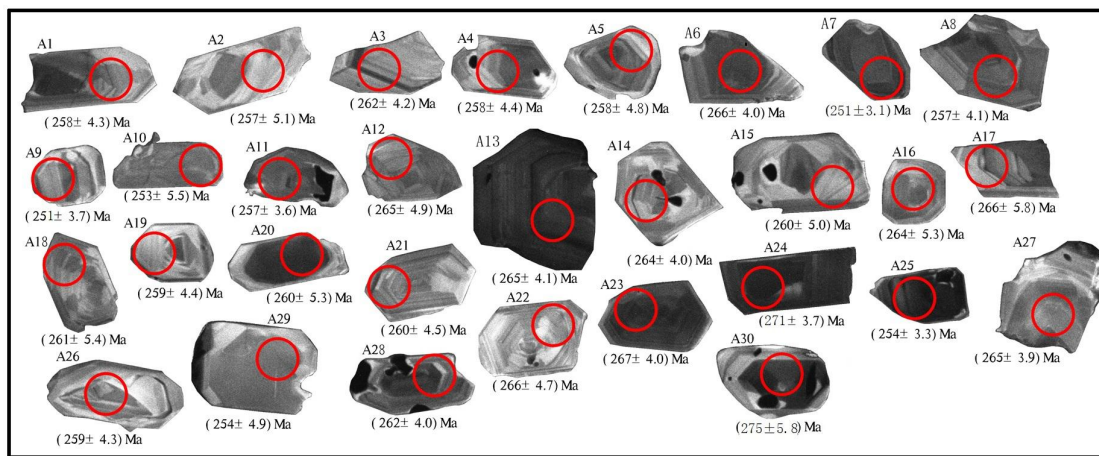 A1
(258± 4.3) Ma
A2
(257± 5.1) Ma
A3
(262± 4.2) Ma
A4
(258± 4.4) Ma
A5
(258± 4.8) Ma
A6
(266± 4.0) Ma
A7
(251±3.1) Ma
A8
(257± 4.1) Ma
A9
(251± 3.7) Ma
A10
(253± 5.5) Ma
A11
(257± 3.6) Ma
A12
(265± 4.9) Ma
A13
(265± 4.1) Ma
A14
(264± 4.0) Ma
A15
(260± 5.0) Ma
A16
(264± 5.3) Ma
A17
(266± 5.8) Ma
A18
(261± 5.4) Ma
A19
(259± 4.4) Ma
A20
(260± 5.3) Ma
A21
(260± 4.5) Ma
A22
(266± 4.7) Ma
A23
(267± 4.0) Ma
A24
(271± 3.7) Ma
A25
(254± 3.3) Ma
A27
(265± 3.9) Ma
A26
(259± 4.3) Ma
A29
(254± 4.9) Ma
A28
(262± 4.0) Ma
A30
(275±5.8) Ma